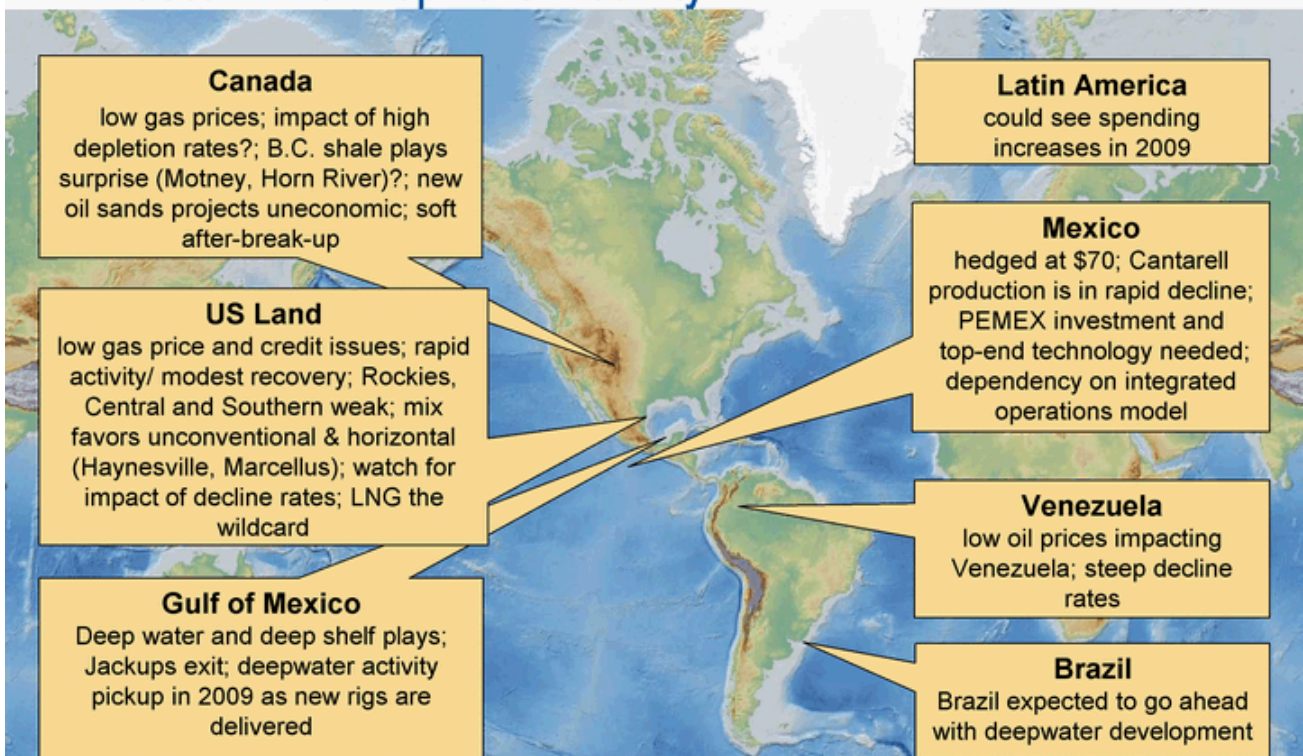 Canada
low gas prices; impact of high
depletion rates?; B.C. shale plays
surprise (Motney, Horn River)?; new
oil sands projects uneconomic; soft
after-break-up
US Land
low gas price and credit issues; rapid
activity/ modest recovery; Rockies,
Central and Southern weak; mix
favors unconventional & horizontal
(Haynesville, Marcellus); watch for
impact of decline rates; LNG the
wildcard
Gulf of Mexico
Deep water and deep shelf plays;
Jackups exit; deepwater activity
pickup in 2009 as new rigs are
delivered
Latin America
could see spending
increases in 2009
Mexico
hedged at $70; Cantarell
production is in rapid decline;
PEMEX investment and
top-end technology needed;
dependency on integrated
operations model
Venezuela
low oil prices impacting
Venezuela; steep decline
rates
Brazil
Brazil expected to go ahead
with deepwater development